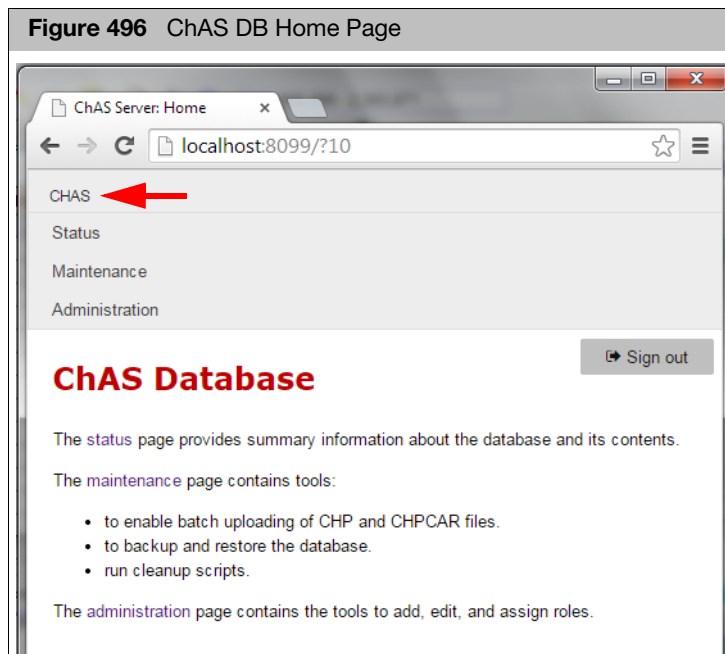 Figure 496 ChAS DB Home Page
ChAS Server: Home
localhost:8099/?10
CHAS
Status
Maintenance
Administration
Sign out
ChAS Database
The status page provides summary information about the database and its contents.
The maintenance page contains tools:
• to enable batch uploading of CHP and CHPCAR files.
• to backup and restore the database.
• run cleanup scripts.
The administration page contains the tools to add, edit, and assign roles.